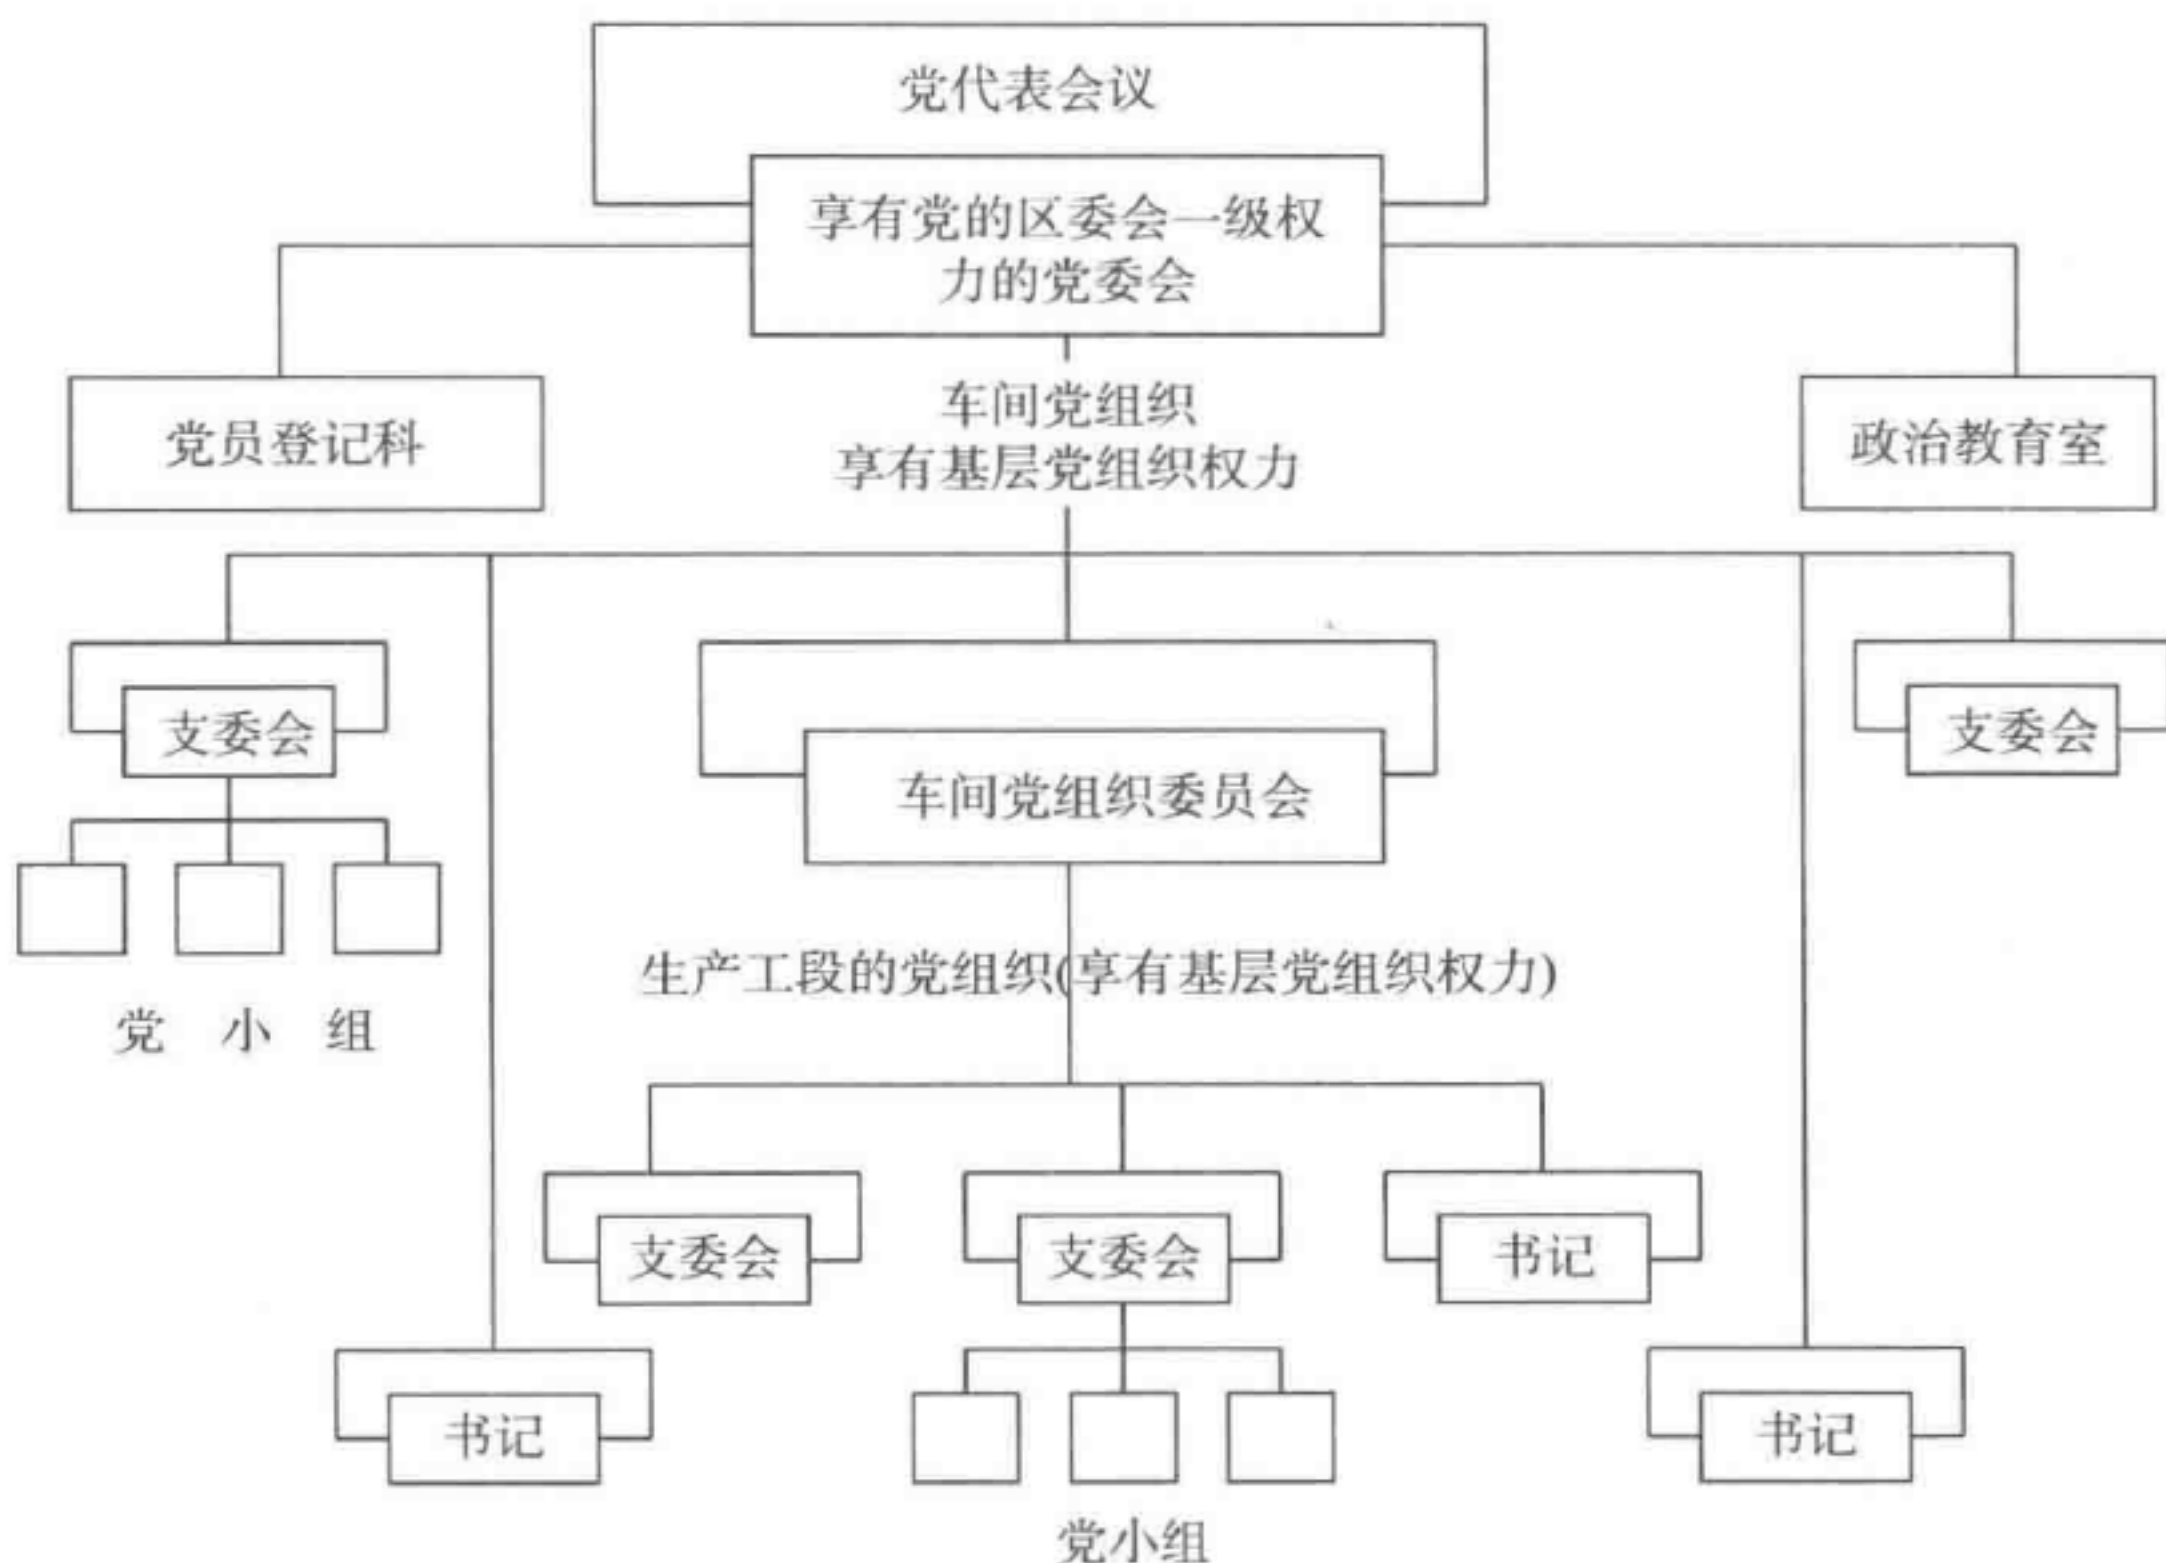 党代表会议
享有党的区委会一级权
力的党委会
党员登记科
车间党组织
享有基层党组织权力
政治教育室
支委会
车间党组织委员会
支委会
生产工段的党组织(享有基层党组织权力)
党 小 组
支委会
支委会
书记
书记
书记
党小组